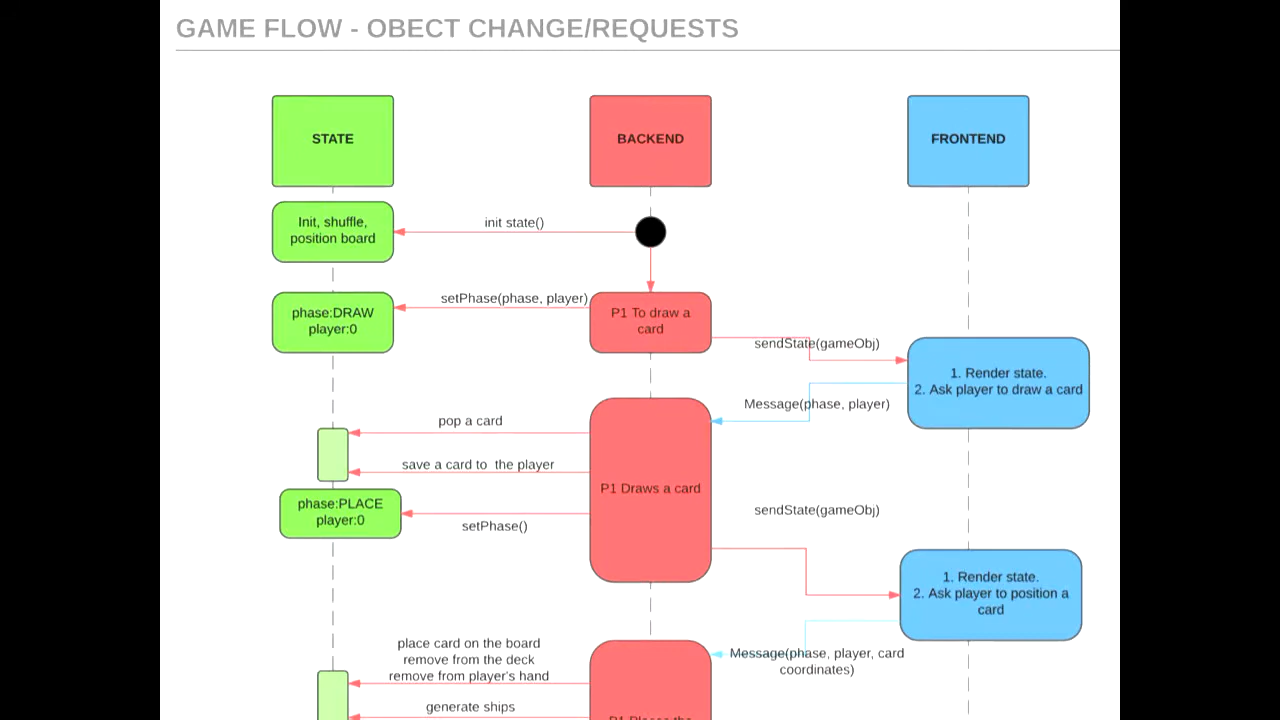 GAME FLOW - OBECT CHANGE/REQUESTS
STATE
BACKEND
FRONTEND
Init, shuffle,
position board
init state()
setPhase(phase, player)
phase:DRAW
player:0
P1 To draw a
card
sendState(gameObj)
1. Render state.
2. Ask player to draw a card
Message(phase, player)
pop a card
save a card to  the player
P1 Draws a card
phase:PLACE
player:0
setPhase()
sendState(gameObj)
1. Render state.
2. Ask player to position a
card
place card on the board
remove from the deck
remove from player's hand
Message(phase, player, card
coordinates)
generate ships
P1 Places the